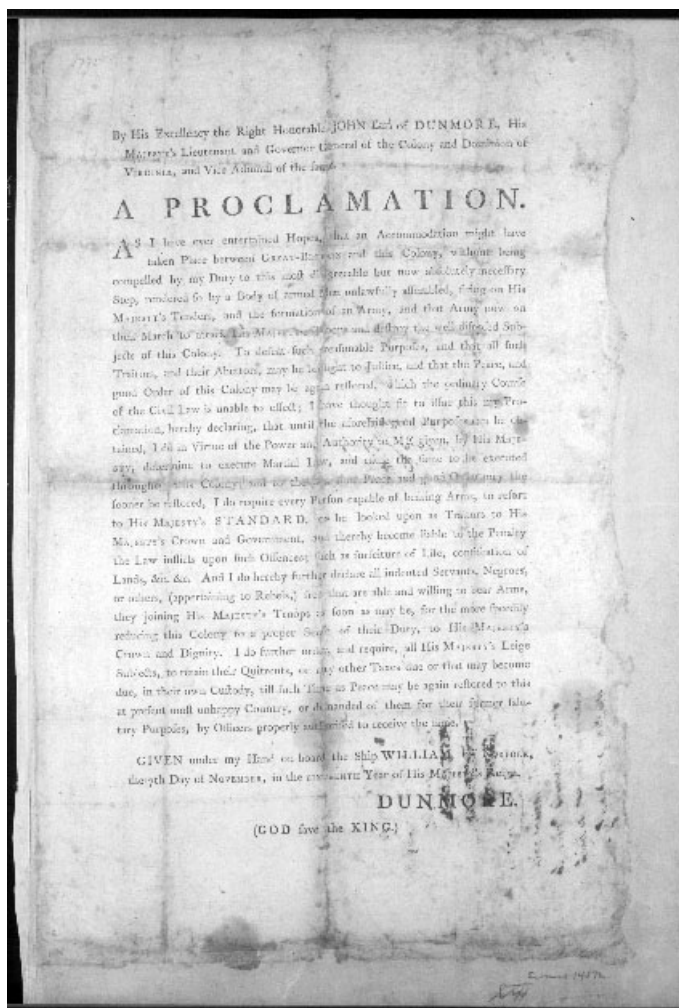 1775
By His Excellency the Right Honorable JOHN Earl of DUNMORE, His
MAJESTY'S Lieutenant and Governor General of the Colony and Dominion of
VIRGINIA, and Vice Admiral of the same.
A PROCLAMATION.
AS I have ever entertained Hopes, that an Accommodation might have
taken Place between GREAT-BRITAIN and this Colony, without being
compelled by my Duty to this most disagreeable but now absolutely necessary
Step, rendered so by a Body of armed Men unlawfully assembled, firing on His
MAJESTY'S Tenders, and the formation of an Army, and that Army now on
their March to attack His MAJESTY'S Troops and destroy the well disposed Sub-
jects of this Colony. To defeat such treasonable Purposes, and that all such
Traitors, and their Abettors, may be brought to Justice, and that the Peace, and
good Order of this Colony may be again restored, which the ordinary Course
of the Civil Law is unable to effect; I have thought fit to issue this my Pro-
clamation, hereby declaring, that until the aforesaid good Purposes can be ob-
tained, I do in Virtue of the Power and Authority to ME given, by His MAJE-
STY, determine to execute Martial Law, and cause the same to be executed
throughout this Colony: and to the end that Peace and good Order may the
sooner be restored, I do require every Person capable of bearing Arms, to resort
to His MAJESTY'S STANDARD, or be looked upon as Traitors to His
MAJESTY'S Crown and Government, and thereby become liable to the Penalty
the Law inflicts upon such Offences; such as forfeiture of Life, confiscation of
Lands, &c. &c. And I do hereby further declare all indented Servants, Negroes,
or others, (appertaining to Rebels,) free that are able and willing to bear Arms,
they joining His MAJESTY'S Troops as soon as may be, for the more speedily
reducing this Colony to a proper Sense of their Duty, to His MAJESTY'S
Crown and Dignity. I do further order, and require, all His MAJESTY'S Leige
Subjects, to retain their Quitrents, or any other Taxes due or that may become
due, in their own Custody, till such Time as Peace may be again restored to this
at present most unhappy Country, or demanded of them for their former salu-
tary Purposes, by Officers properly authorised to receive the same.
GIVEN under my Hand on board the Ship WILLIAM,
the 7th Day of NOVEMBER, in the SIXTEENTH Year of His MAJESTY'S Reign.
DUNMORE.
(GOD save the KING.)